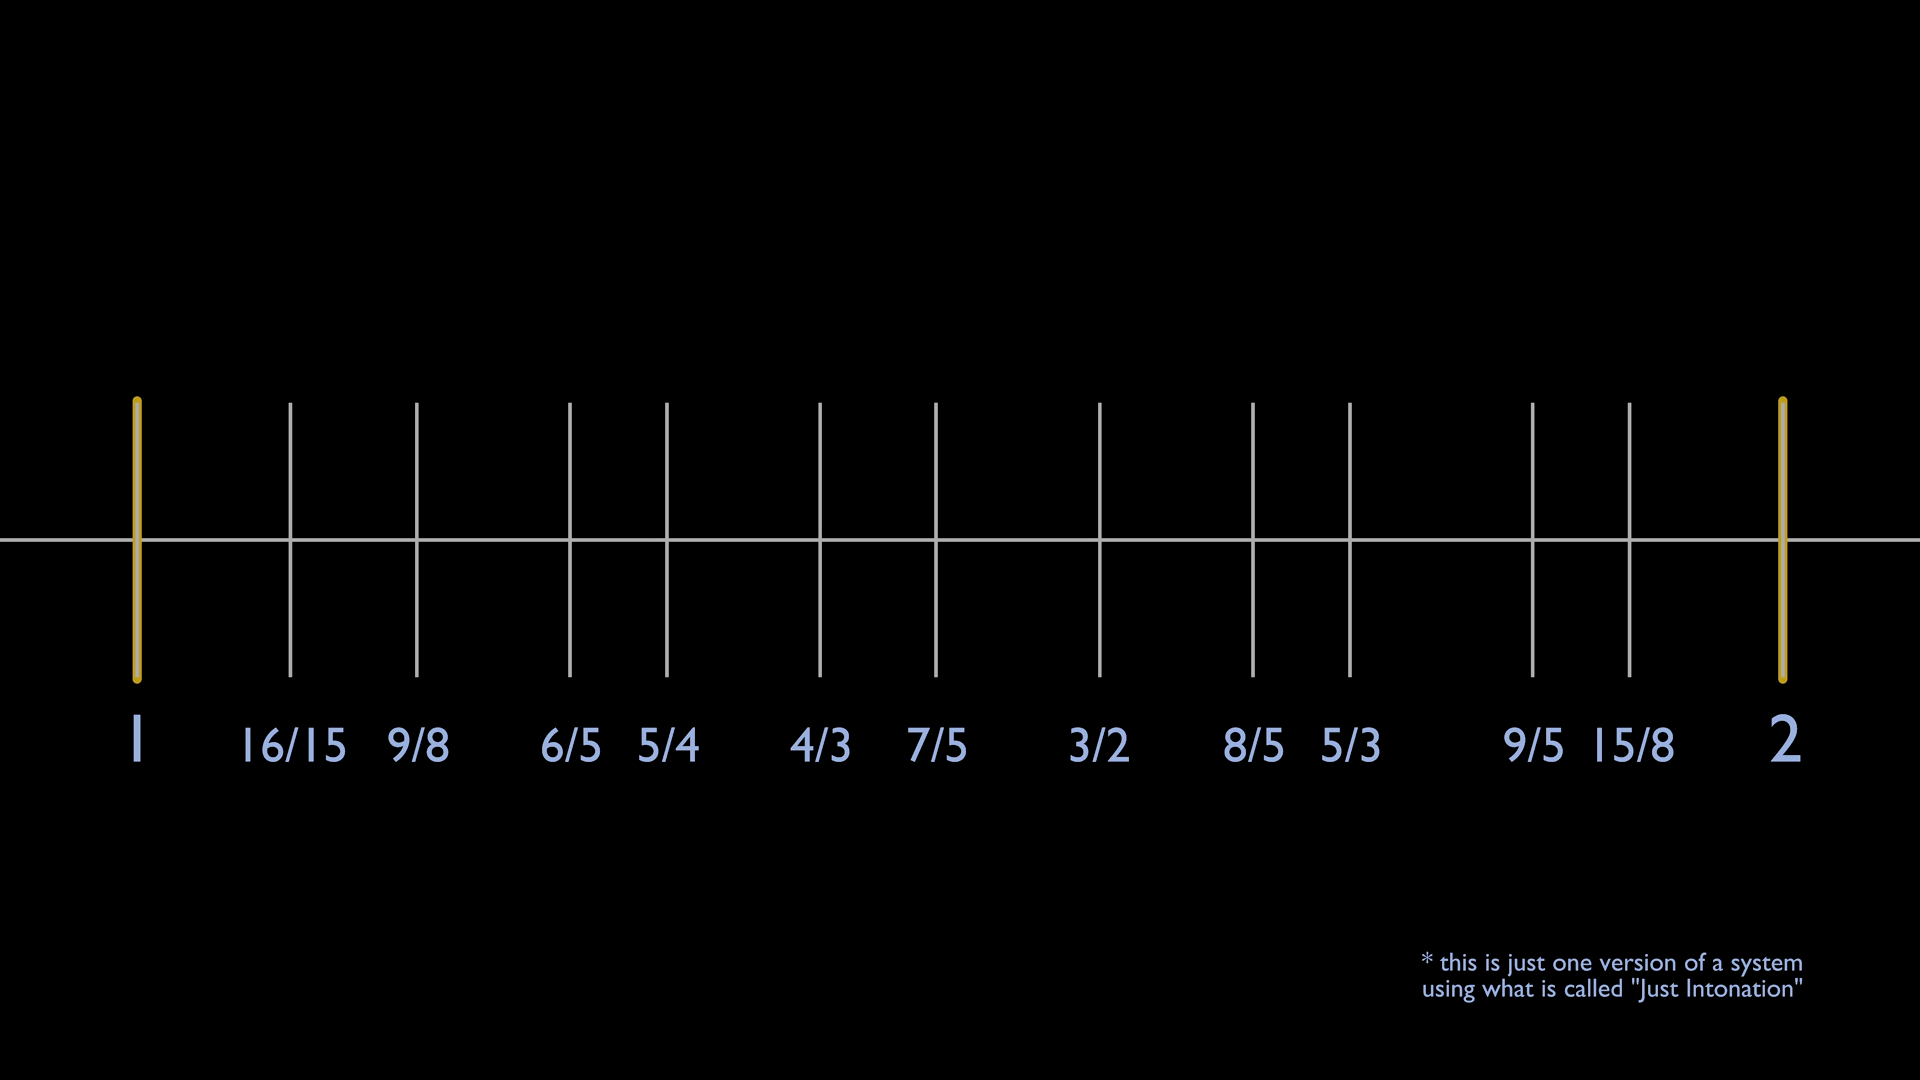 1 16/15 9/8 6/5 5/4 4/3 7/5 3/2 8/5 5/3 9/5 15/8 2
* this is just one version of a system
using what is called "Just Intonation"